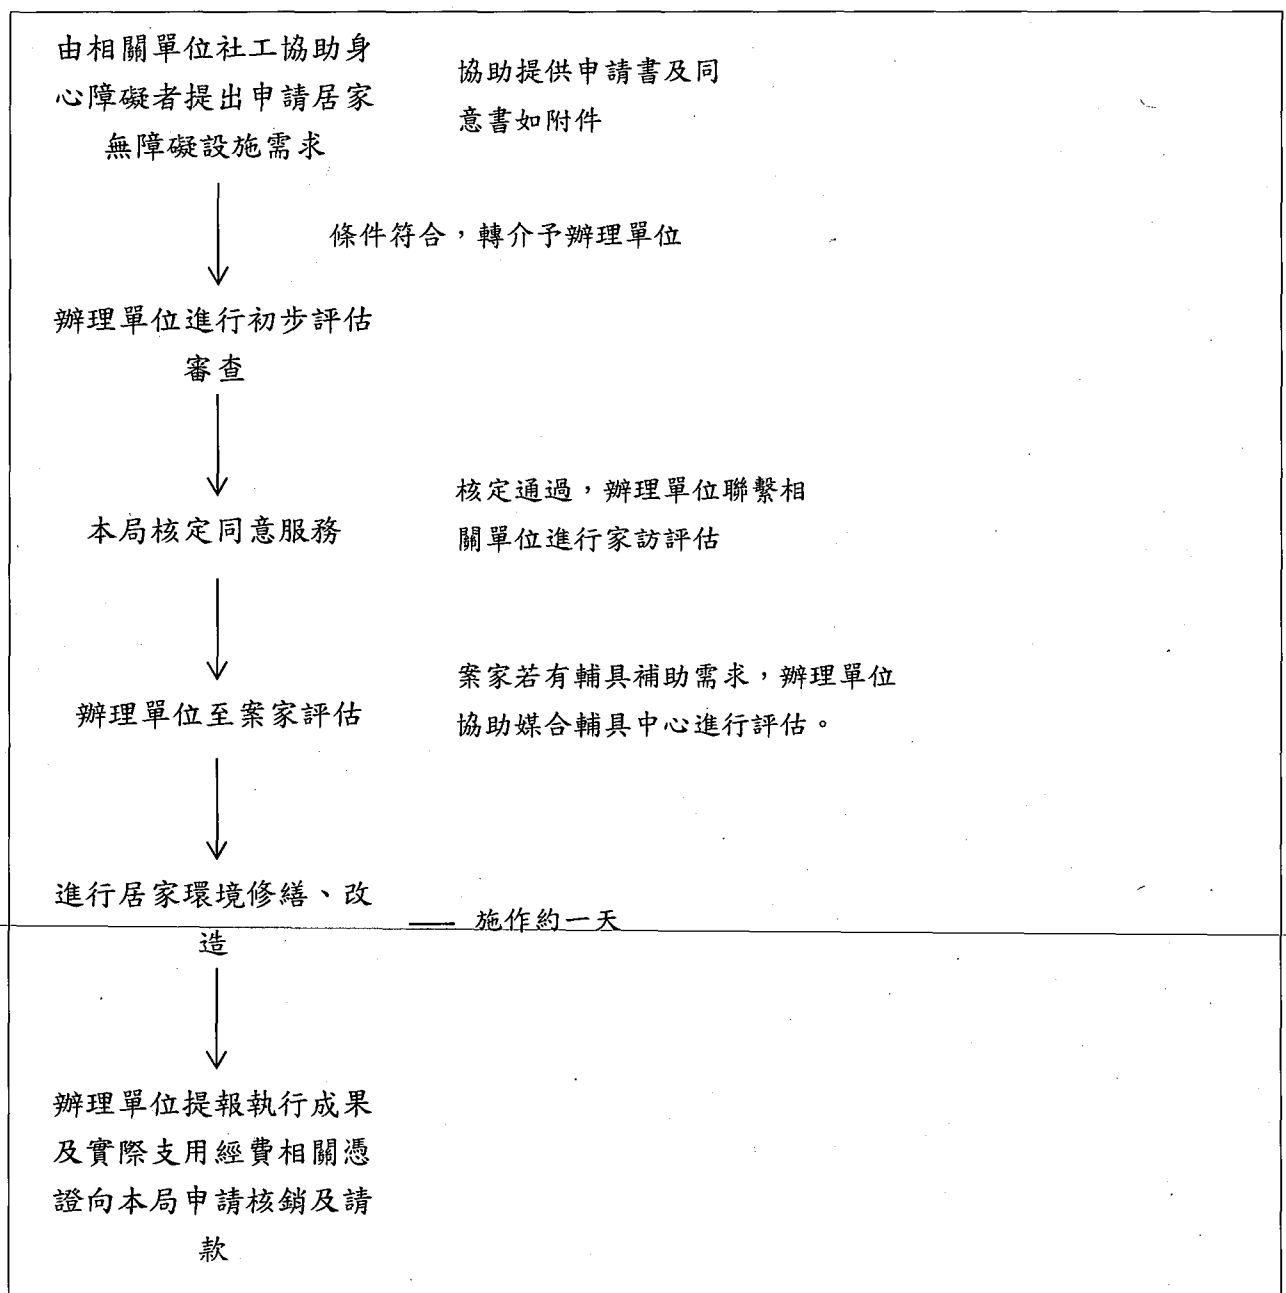 由相關單位社工協助身
心障礙者提出申請居家
無障礙設施需求
協助提供申請書及同
意書如附件
條件符合，轉介予辦理單位
辦理單位進行初步評估
審查
本局核定同意服務
核定通過，辦理單位聯繫相
關單位進行家訪評估
辦理單位至案家評估
案家若有輔具補助需求，辦理單位
協助媒合輔具中心進行評估。
進行居家環境修繕、改
造
施作約一天
辦理單位提報執行成果
及實際支用經費相關憑
證向本局申請核銷及請
款